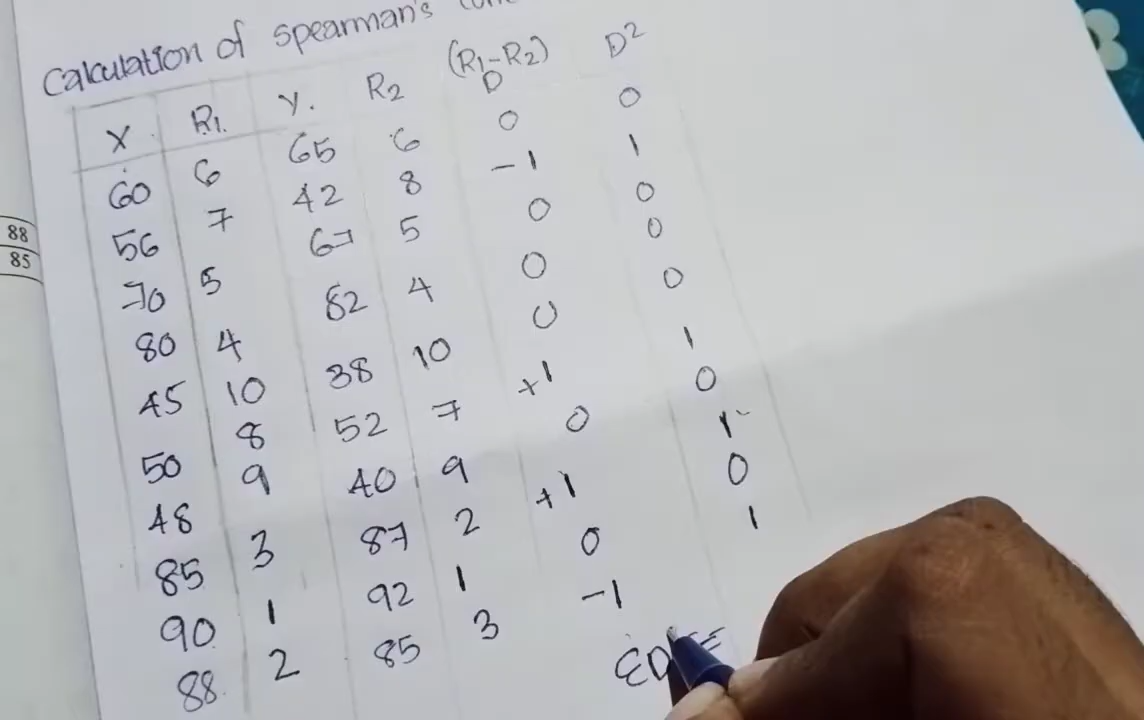 Calculation of Spearman's
X R1. Y. R2 (R1-R2) D D²
60 6 65 6 0 0
56 7 42 8 -1 1
70 5 67 5 0 0
80 4 82 4 0 0
45 10 38 10 0 0
50 8 52 7 +1 1
48 9 40 9 0 0
85 3 87 2 +1 1
90 1 92 1 0 0
88. 2 85 3 -1 1
ΣD =
88
85